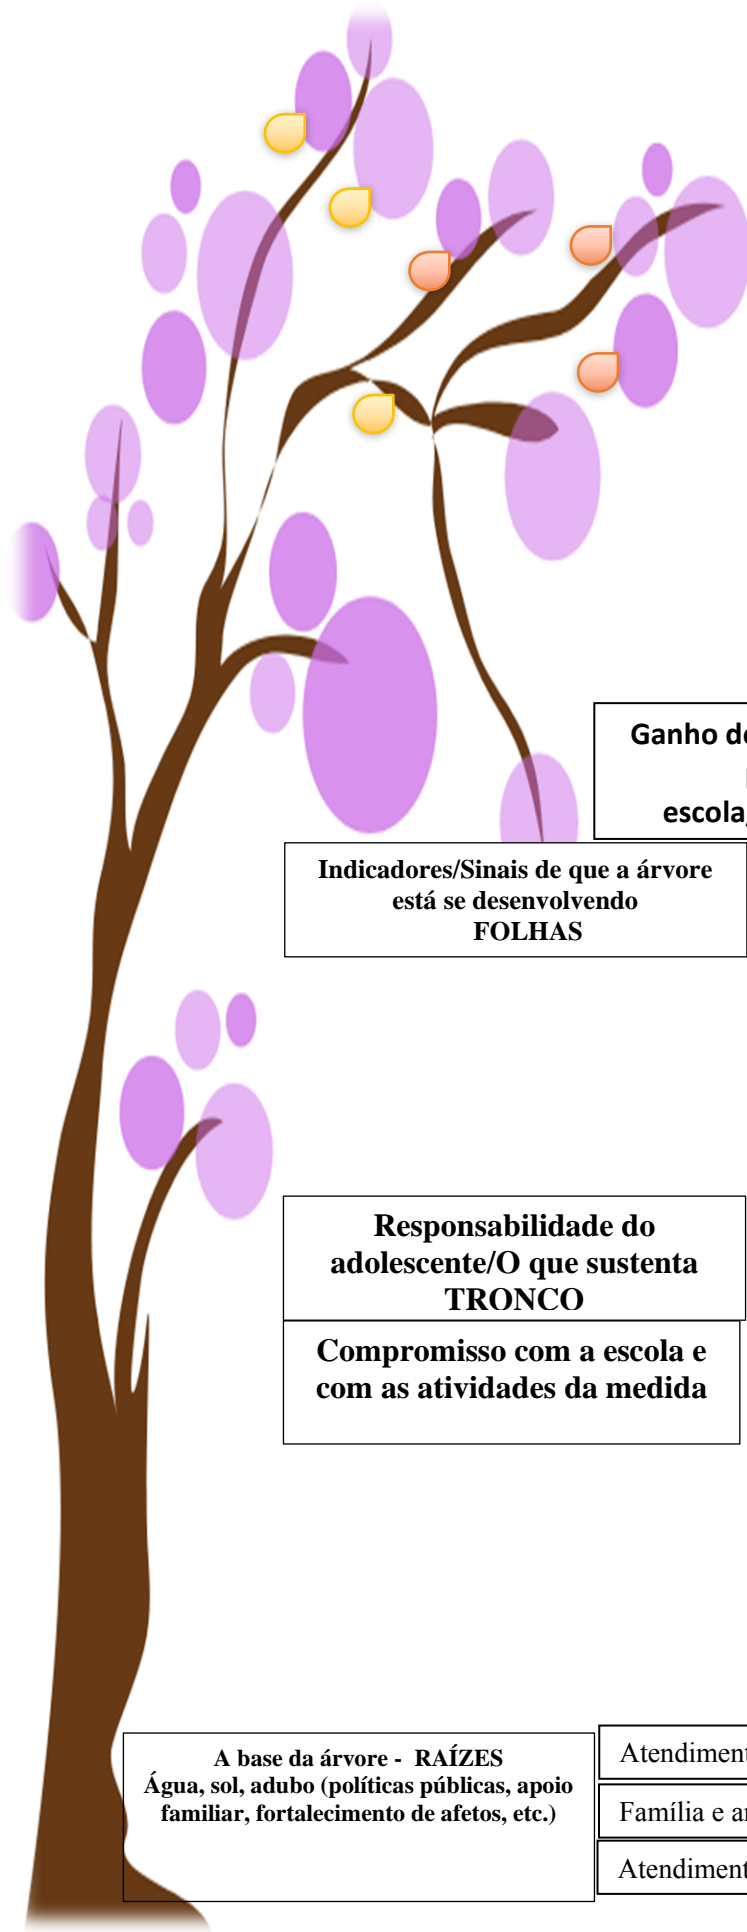 Ganho de
escola,
Indicadores/Sinais de que a árvore
está se desenvolvendo
FOLHAS
Responsabilidade do
adolescente/O que sustenta
TRONCO
Compromisso com a escola e
com as atividades da medida
A base da árvore - RAÍZES
Água, sol, adubo (políticas públicas, apoio
familiar, fortalecimento de afetos, etc.)
Atendiment
Família e a
Atendiment